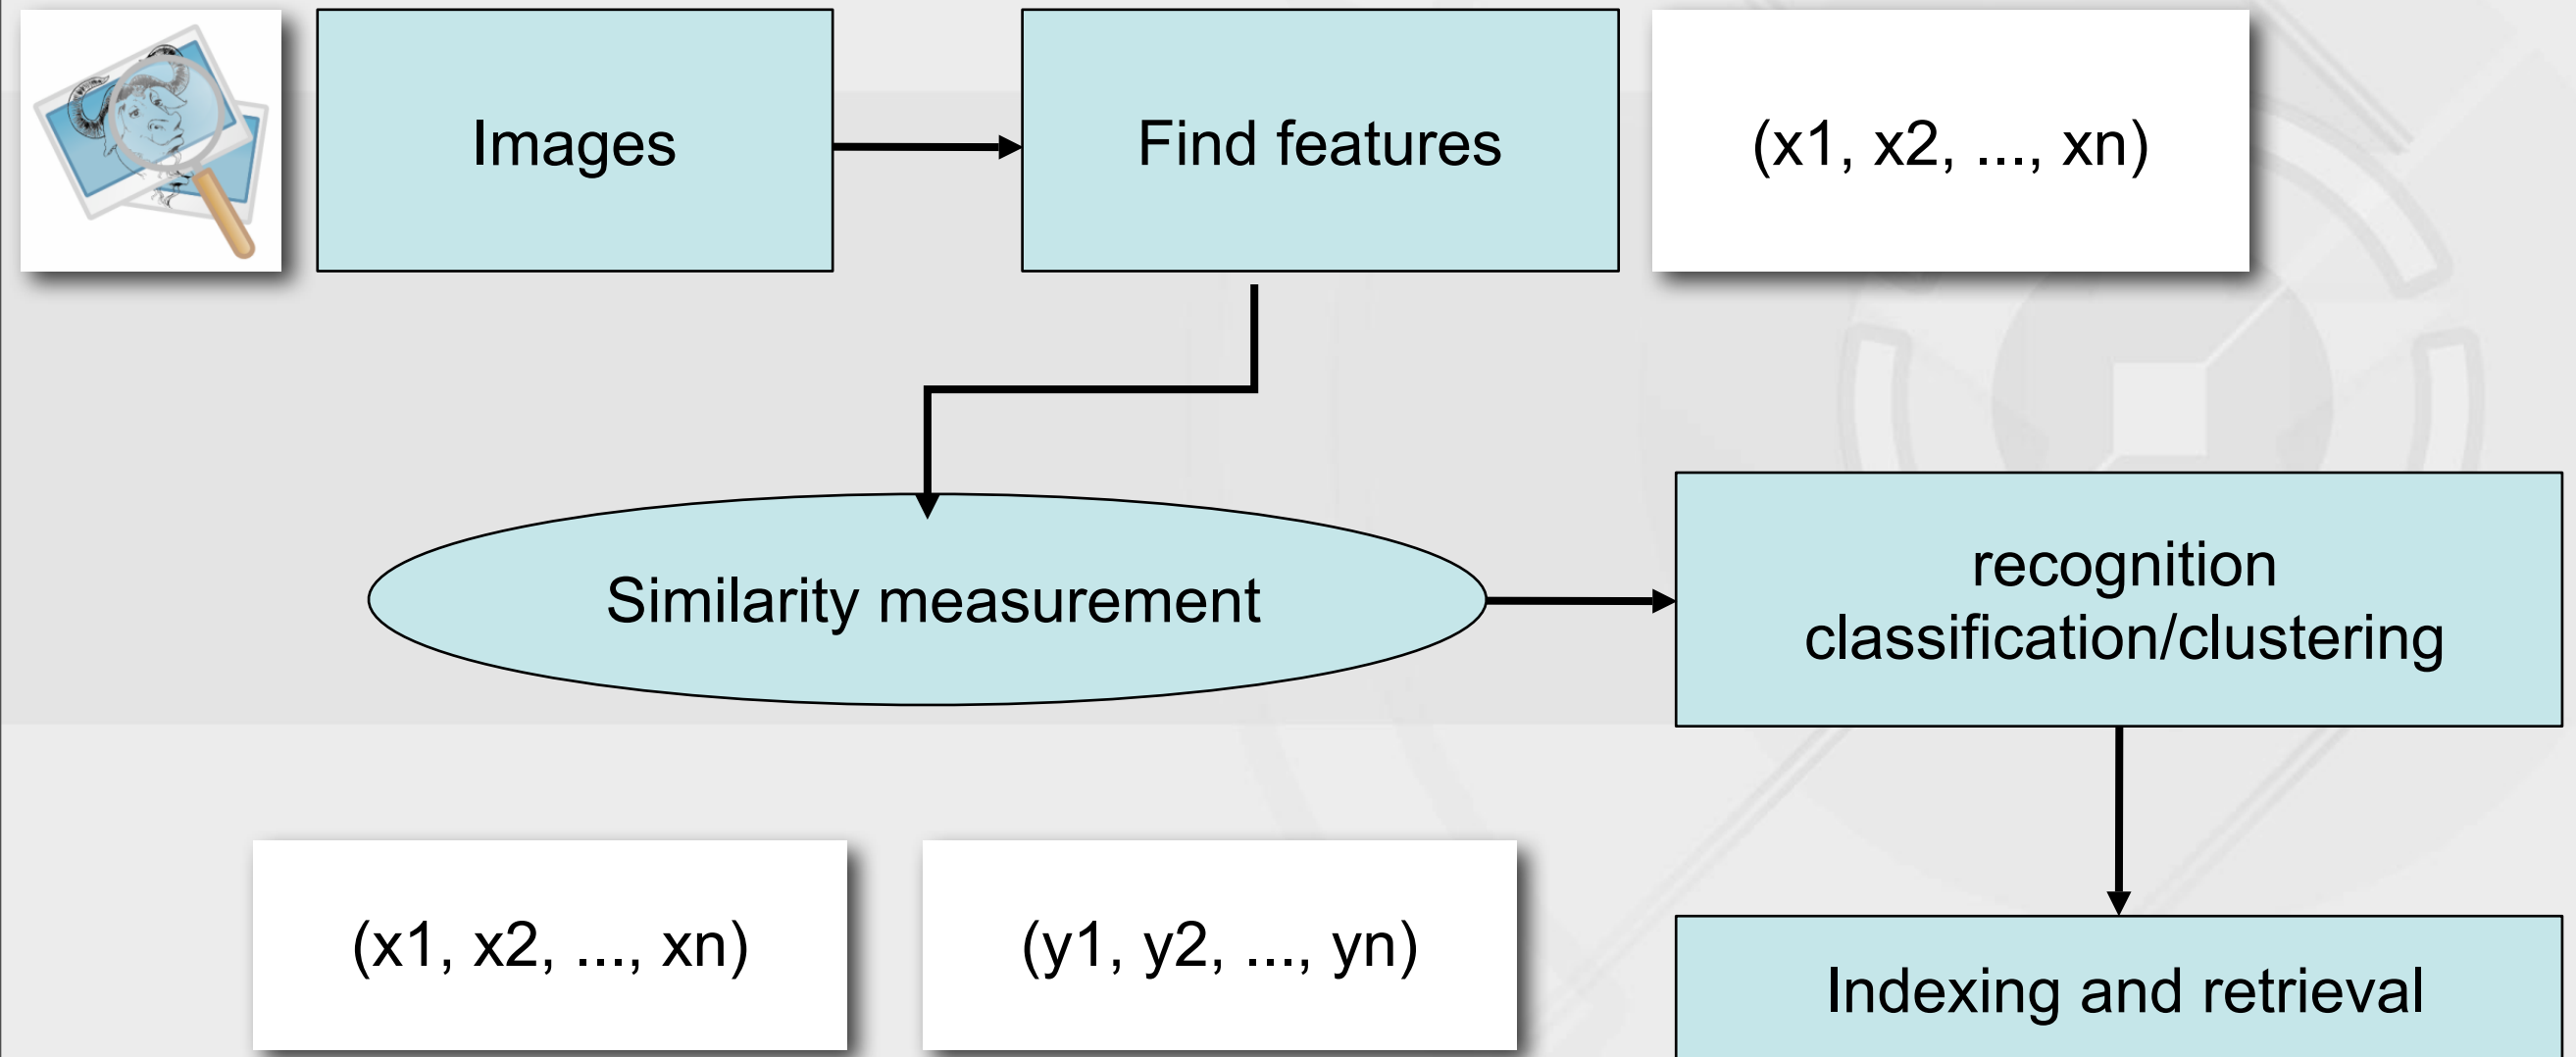 Images
Find features
(x1, x2, ..., xn)
Similarity measurement
recognition
classification/clustering
(x1, x2, ..., xn)
(y1, y2, ..., yn)
Indexing and retrieval